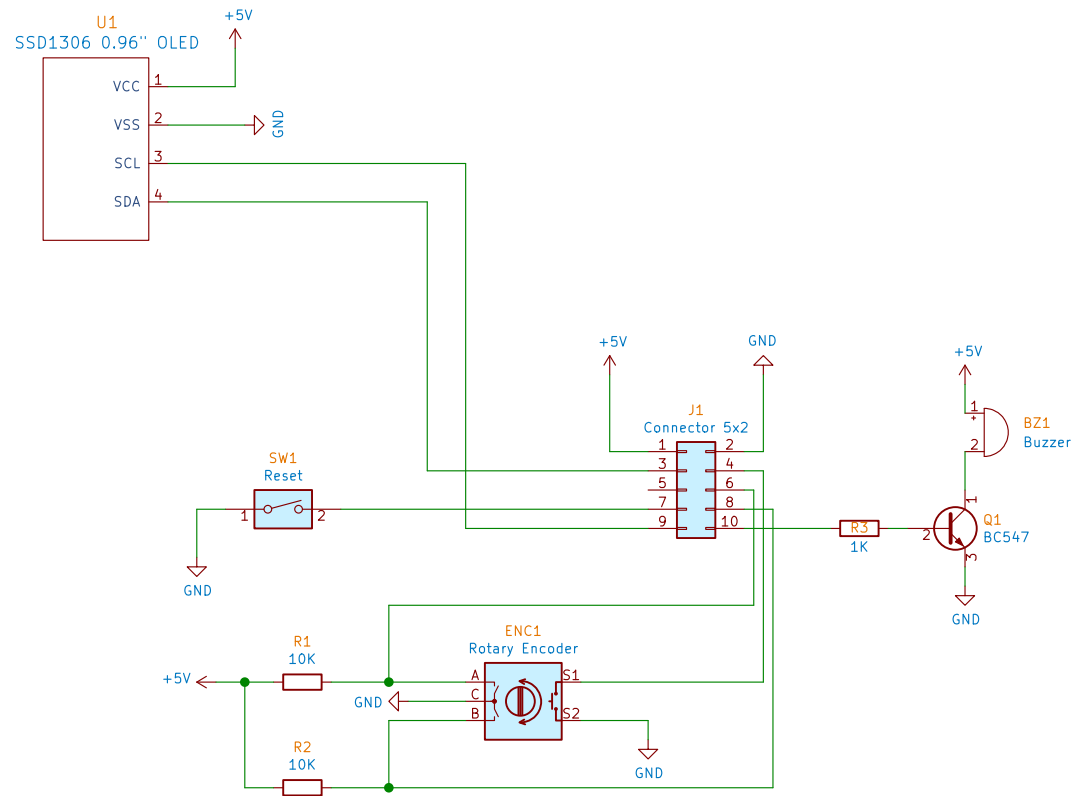 +5V
U1
SSD1306 0.96" OLED
VCC 1
VSS 2
GND
SCL 3
SDA 4
+5V
GND
+5V
J1
Connector 5x2
1 2
3 4
5 6
7 8
9 10
1
+
2
BZ1
Buzzer
SW1
Reset
1 2
GND
R3
1K
1
2
3
Q1
BC547
GND
ENC1
Rotary Encoder
R1
10K
+5V
A
C
B
S1
S2
GND
R2
10K
GND